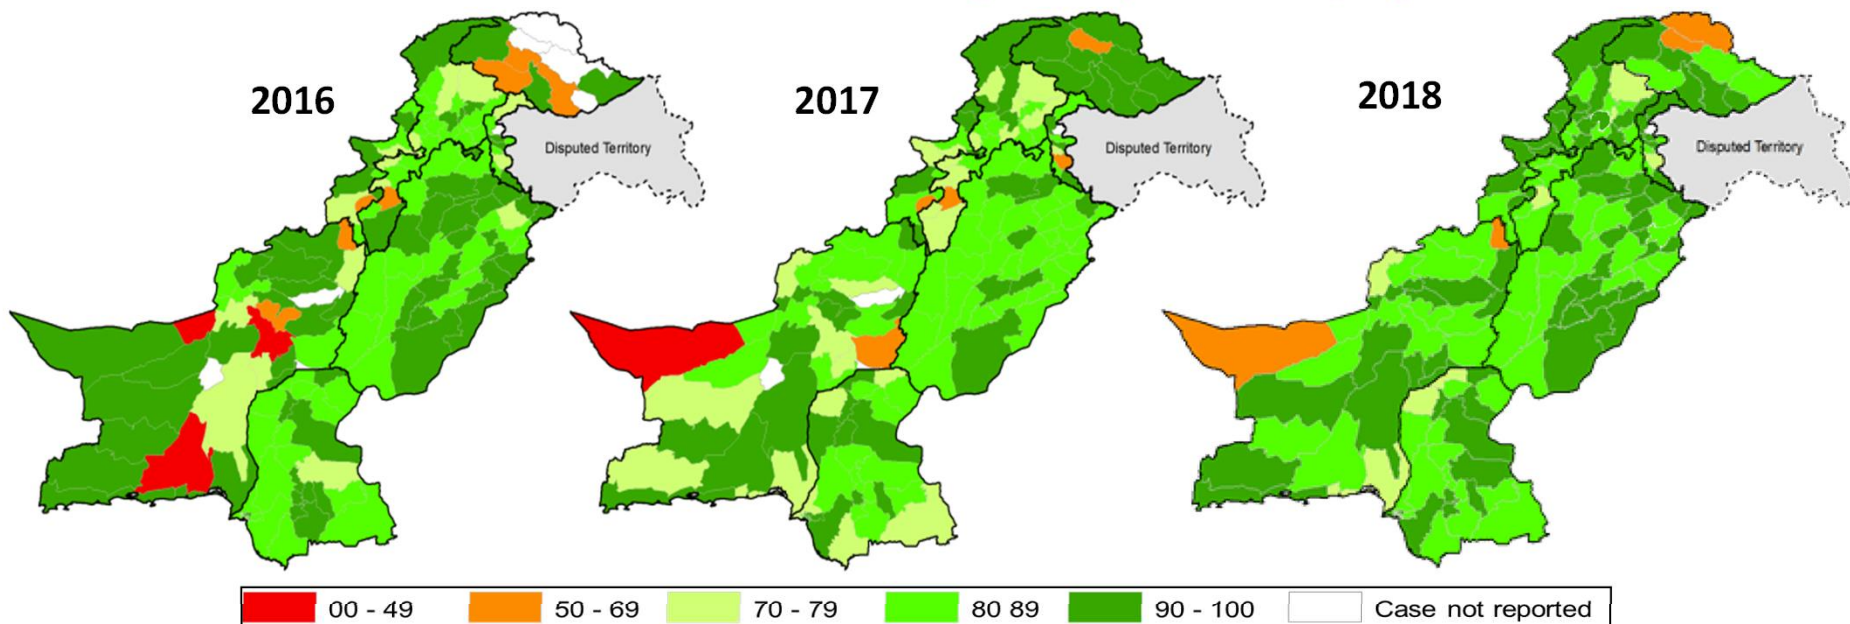 2016
2017
2018
Disputed Territory
Disputed Territory
Disputed Territory
00 - 49
50 - 69
70 - 79
80 89
90 - 100
Case not reported